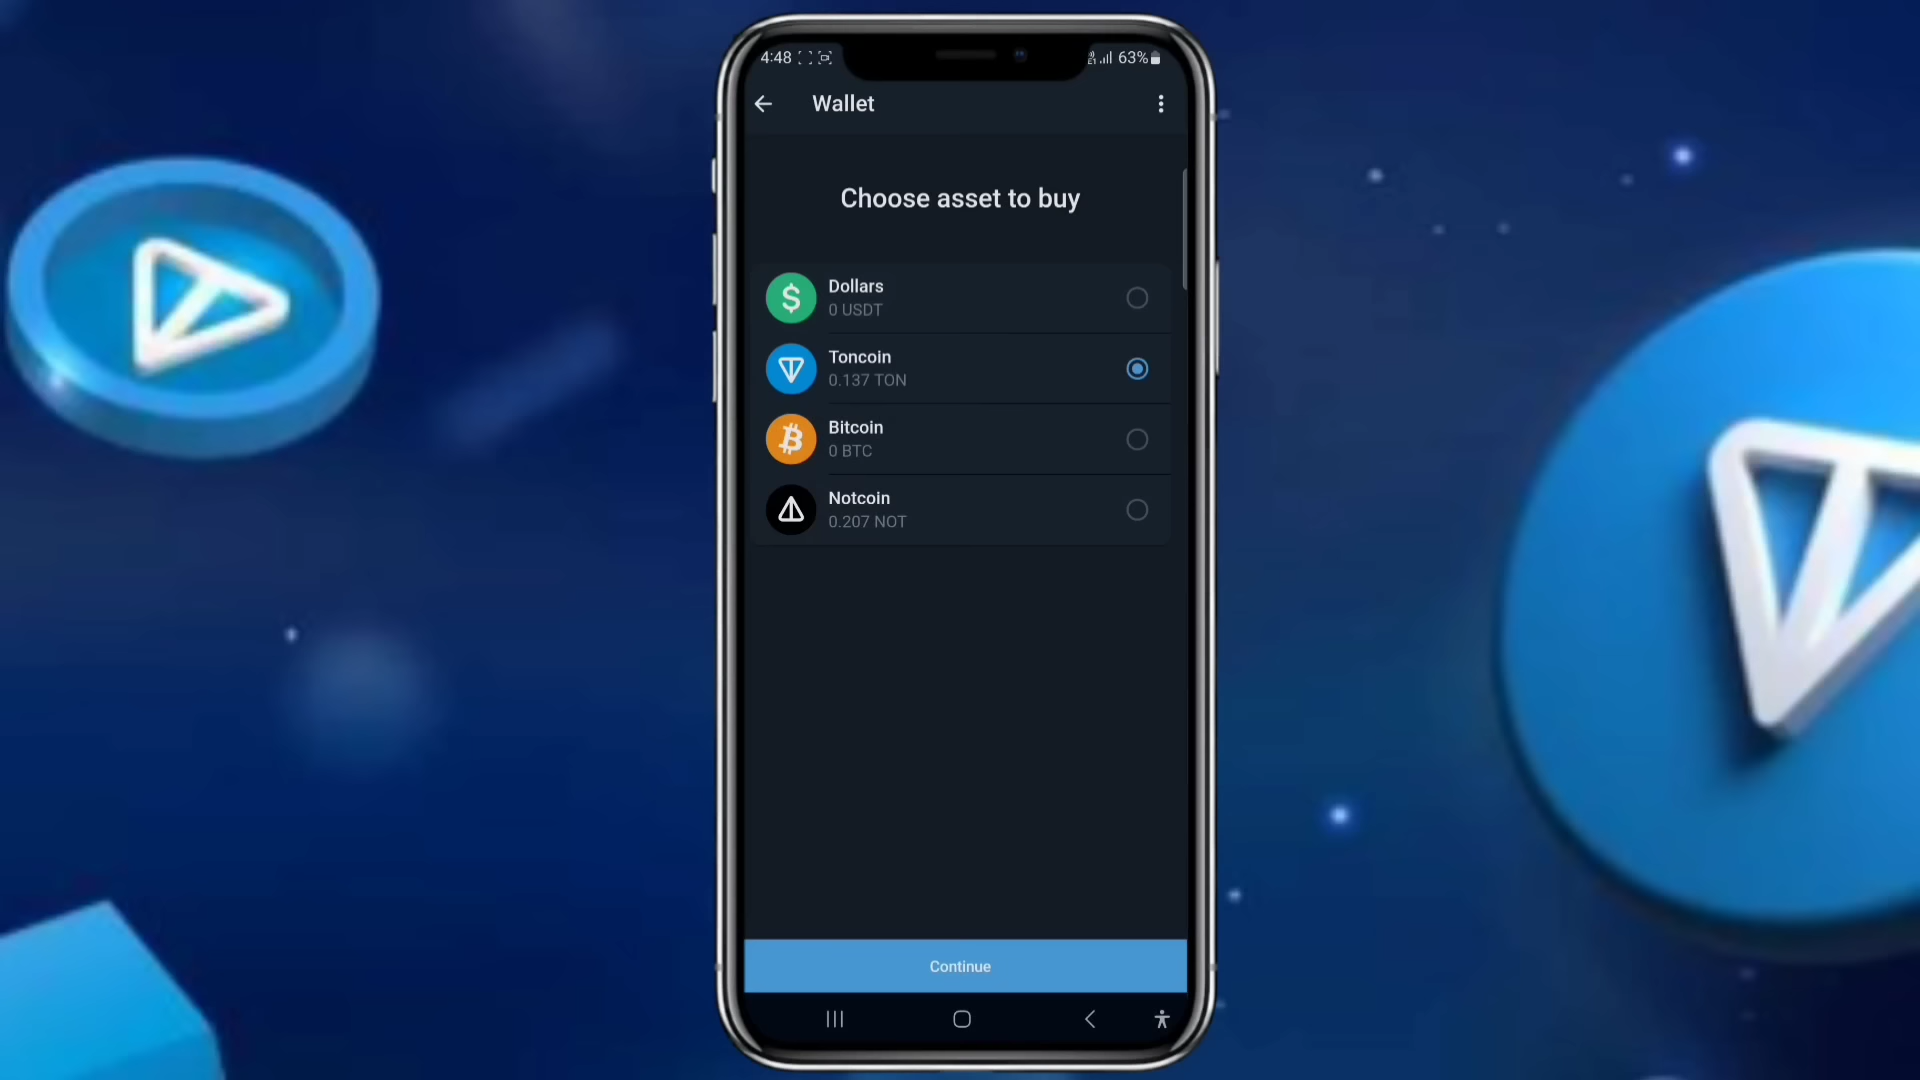 4:48
63%
Wallet
Choose asset to buy
Dollars
0 USDT
Toncoin
0.137 TON
Bitcoin
0 BTC
Notcoin
0.207 NOT
Continue